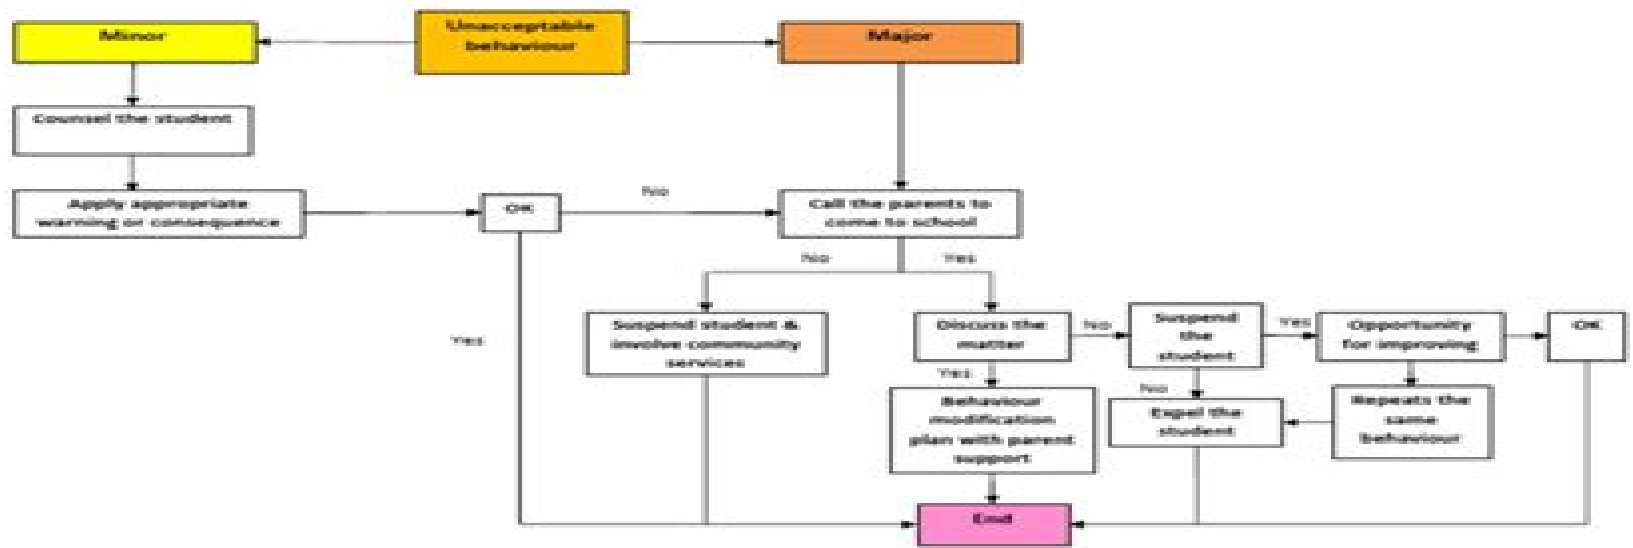 Unacceptable
behaviour
Minor
Major
Counsel the student
Apply appropriate
warning or consequence
OK
No
Call the parents to
come to school
No
Yes
Yes
Suspend student &
involve community
services
Discuss the
matter
No
Suspend
the
student
Yes
Opportunity
for improving
OK
Yes
Behaviour
modification
plan with parent
support
No
Expel the
student
Repeats the
same
behaviour
End